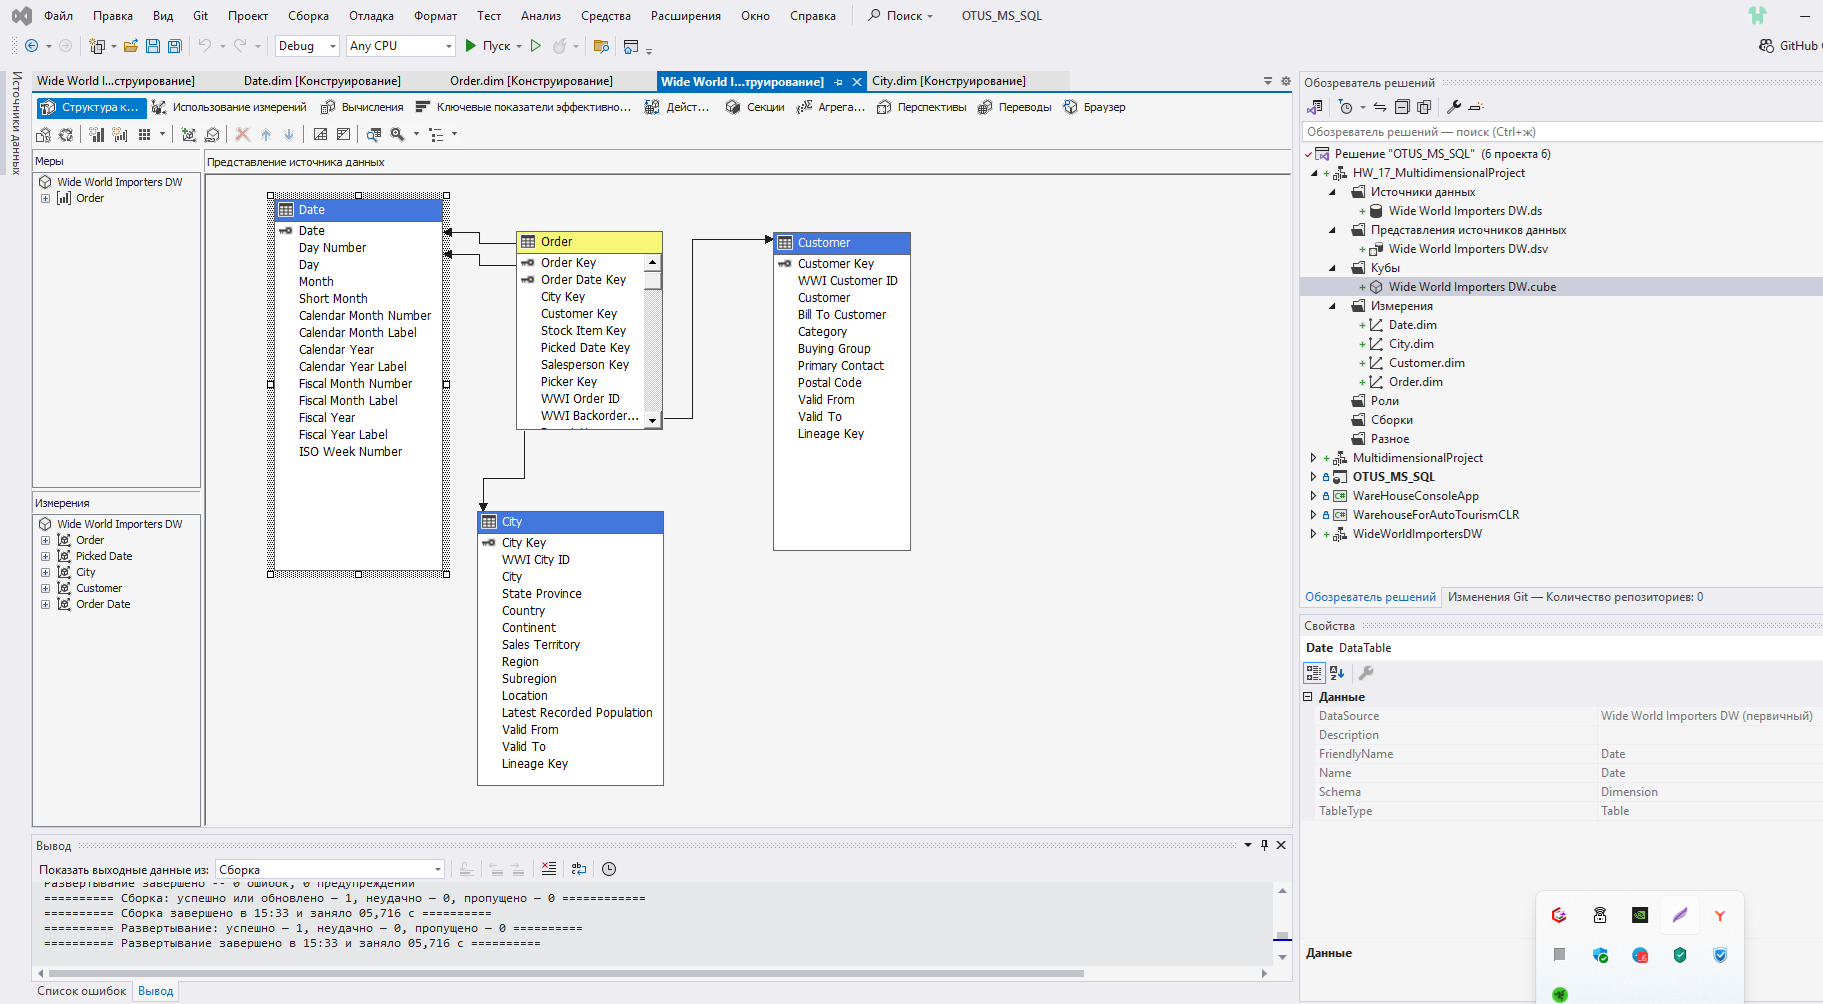 Файл Правка Вид Git Проект Сборка Отладка Формат Тест Анализ Средства Расширения Окно Справка Поиск OTUS_MS_SQL
Debug Any CPU Пуск GitHub
Источники данных
Wide World I...струирование] Date.dim [Конструирование] Order.dim [Конструирование] Wide World I...труирование] City.dim [Конструирование]
Структура к... Использование измерений Вычисления Ключевые показатели эффективно... Дейст... Секции Агрега... Перспективы Переводы Браузер
Меры
Wide World Importers DW
Order
Измерения
Wide World Importers DW
Order
Picked Date
City
Customer
Order Date
Представление источника данных
Date
Date
Day Number
Day
Month
Short Month
Calendar Month Number
Calendar Month Label
Calendar Year
Calendar Year Label
Fiscal Month Number
Fiscal Month Label
Fiscal Year
Fiscal Year Label
ISO Week Number
Order
Order Key
Order Date Key
City Key
Customer Key
Stock Item Key
Picked Date Key
Salesperson Key
Picker Key
WWI Order ID
WWI Backorder...
Customer
Customer Key
WWI Customer ID
Customer
Bill To Customer
Category
Buying Group
Primary Contact
Postal Code
Valid From
Valid To
Lineage Key
City
City Key
WWI City ID
City
State Province
Country
Continent
Sales Territory
Region
Subregion
Location
Latest Recorded Population
Valid From
Valid To
Lineage Key
Вывод
Показать выходные данные из: Сборка
Развертывание завершено -- 0 ошибок, 0 предупреждений
========== Сборка: успешно или обновлено — 1, неудачно — 0, пропущено — 0 ============
========== Сборка завершено в 15:33 и заняло 05,716 с ==========
========== Развертывание: успешно — 1, неудачно — 0, пропущено — 0 ==========
========== Развертывание завершено в 15:33 и заняло 05,716 с ==========
Список ошибок Вывод
Обозреватель решений
Обозреватель решений — поиск (Ctrl+ж)
Решение "OTUS_MS_SQL" (6 проекта 6)
HW_17_MultidimensionalProject
Источники данных
Wide World Importers DW.ds
Представления источников данных
Wide World Importers DW.dsv
Кубы
Wide World Importers DW.cube
Измерения
Date.dim
City.dim
Customer.dim
Order.dim
Роли
Сборки
Разное
MultidimensionalProject
OTUS_MS_SQL
WareHouseConsoleApp
WarehouseForAutoTourismCLR
WideWorldImportersDW
Обозреватель решений Изменения Git — Количество репозиториев: 0
Свойства
Date DataTable
Данные
DataSource Wide World Importers DW (первичный)
Description
FriendlyName Date
Name Date
Schema Dimension
TableType Table
Данные